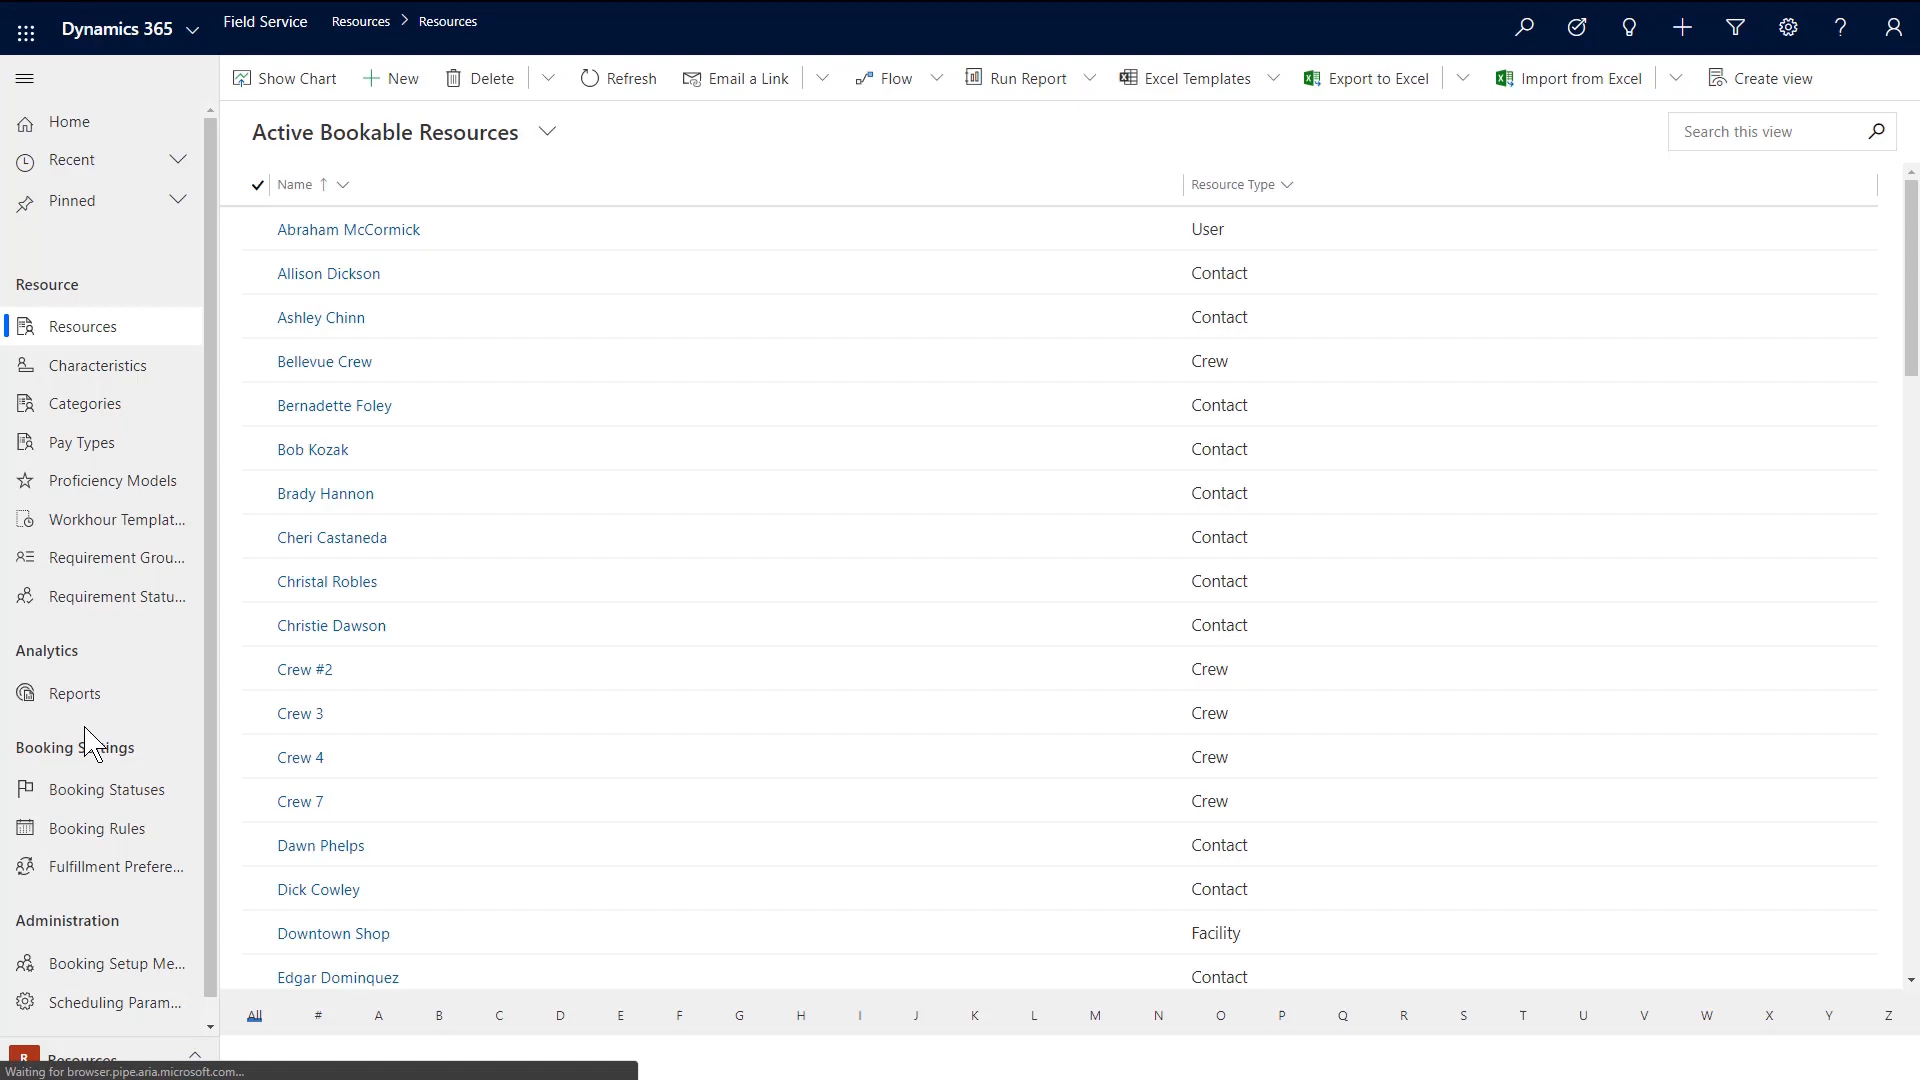 Dynamics 365
Field Service
Resources
Resources
Show Chart
New
Delete
Refresh
Email a Link
Flow
Run Report
Excel Templates
Export to Excel
Import from Excel
Create view
Home
Recent
Pinned
Resource
Resources
Characteristics
Categories
Pay Types
Proficiency Models
Workhour Templat...
Requirement Grou...
Requirement Statu...
Analytics
Reports
Booking
Booking Statuses
Booking Rules
Fulfillment Prefere...
Administration
Booking Setup Me...
Scheduling Param...
R Resources
Active Bookable Resources
Search this view
Name
Resource Type
Abraham McCormick User
Allison Dickson Contact
Ashley Chinn Contact
Bellevue Crew Crew
Bernadette Foley Contact
Bob Kozak Contact
Brady Hannon Contact
Cheri Castaneda Contact
Christal Robles Contact
Christie Dawson Contact
Crew #2 Crew
Crew 3 Crew
Crew 4 Crew
Crew 7 Crew
Dawn Phelps Contact
Dick Cowley Contact
Downtown Shop Facility
Edgar Dominquez Contact
All # A B C D E F G H I J K L M N O P Q R S T U V W X Y Z
Waiting for browser.pipe.aria.microsoft.com...